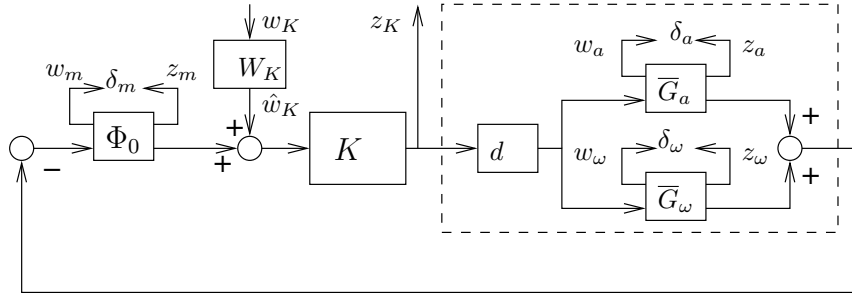 w_K
z_K
W_K
ŵ_K
w_m δ_m z_m
Φ_0
+
+
−
K
d
w_a δ_a z_a
G̅_a
+
w_ω δ_ω z_ω
G̅_ω
+